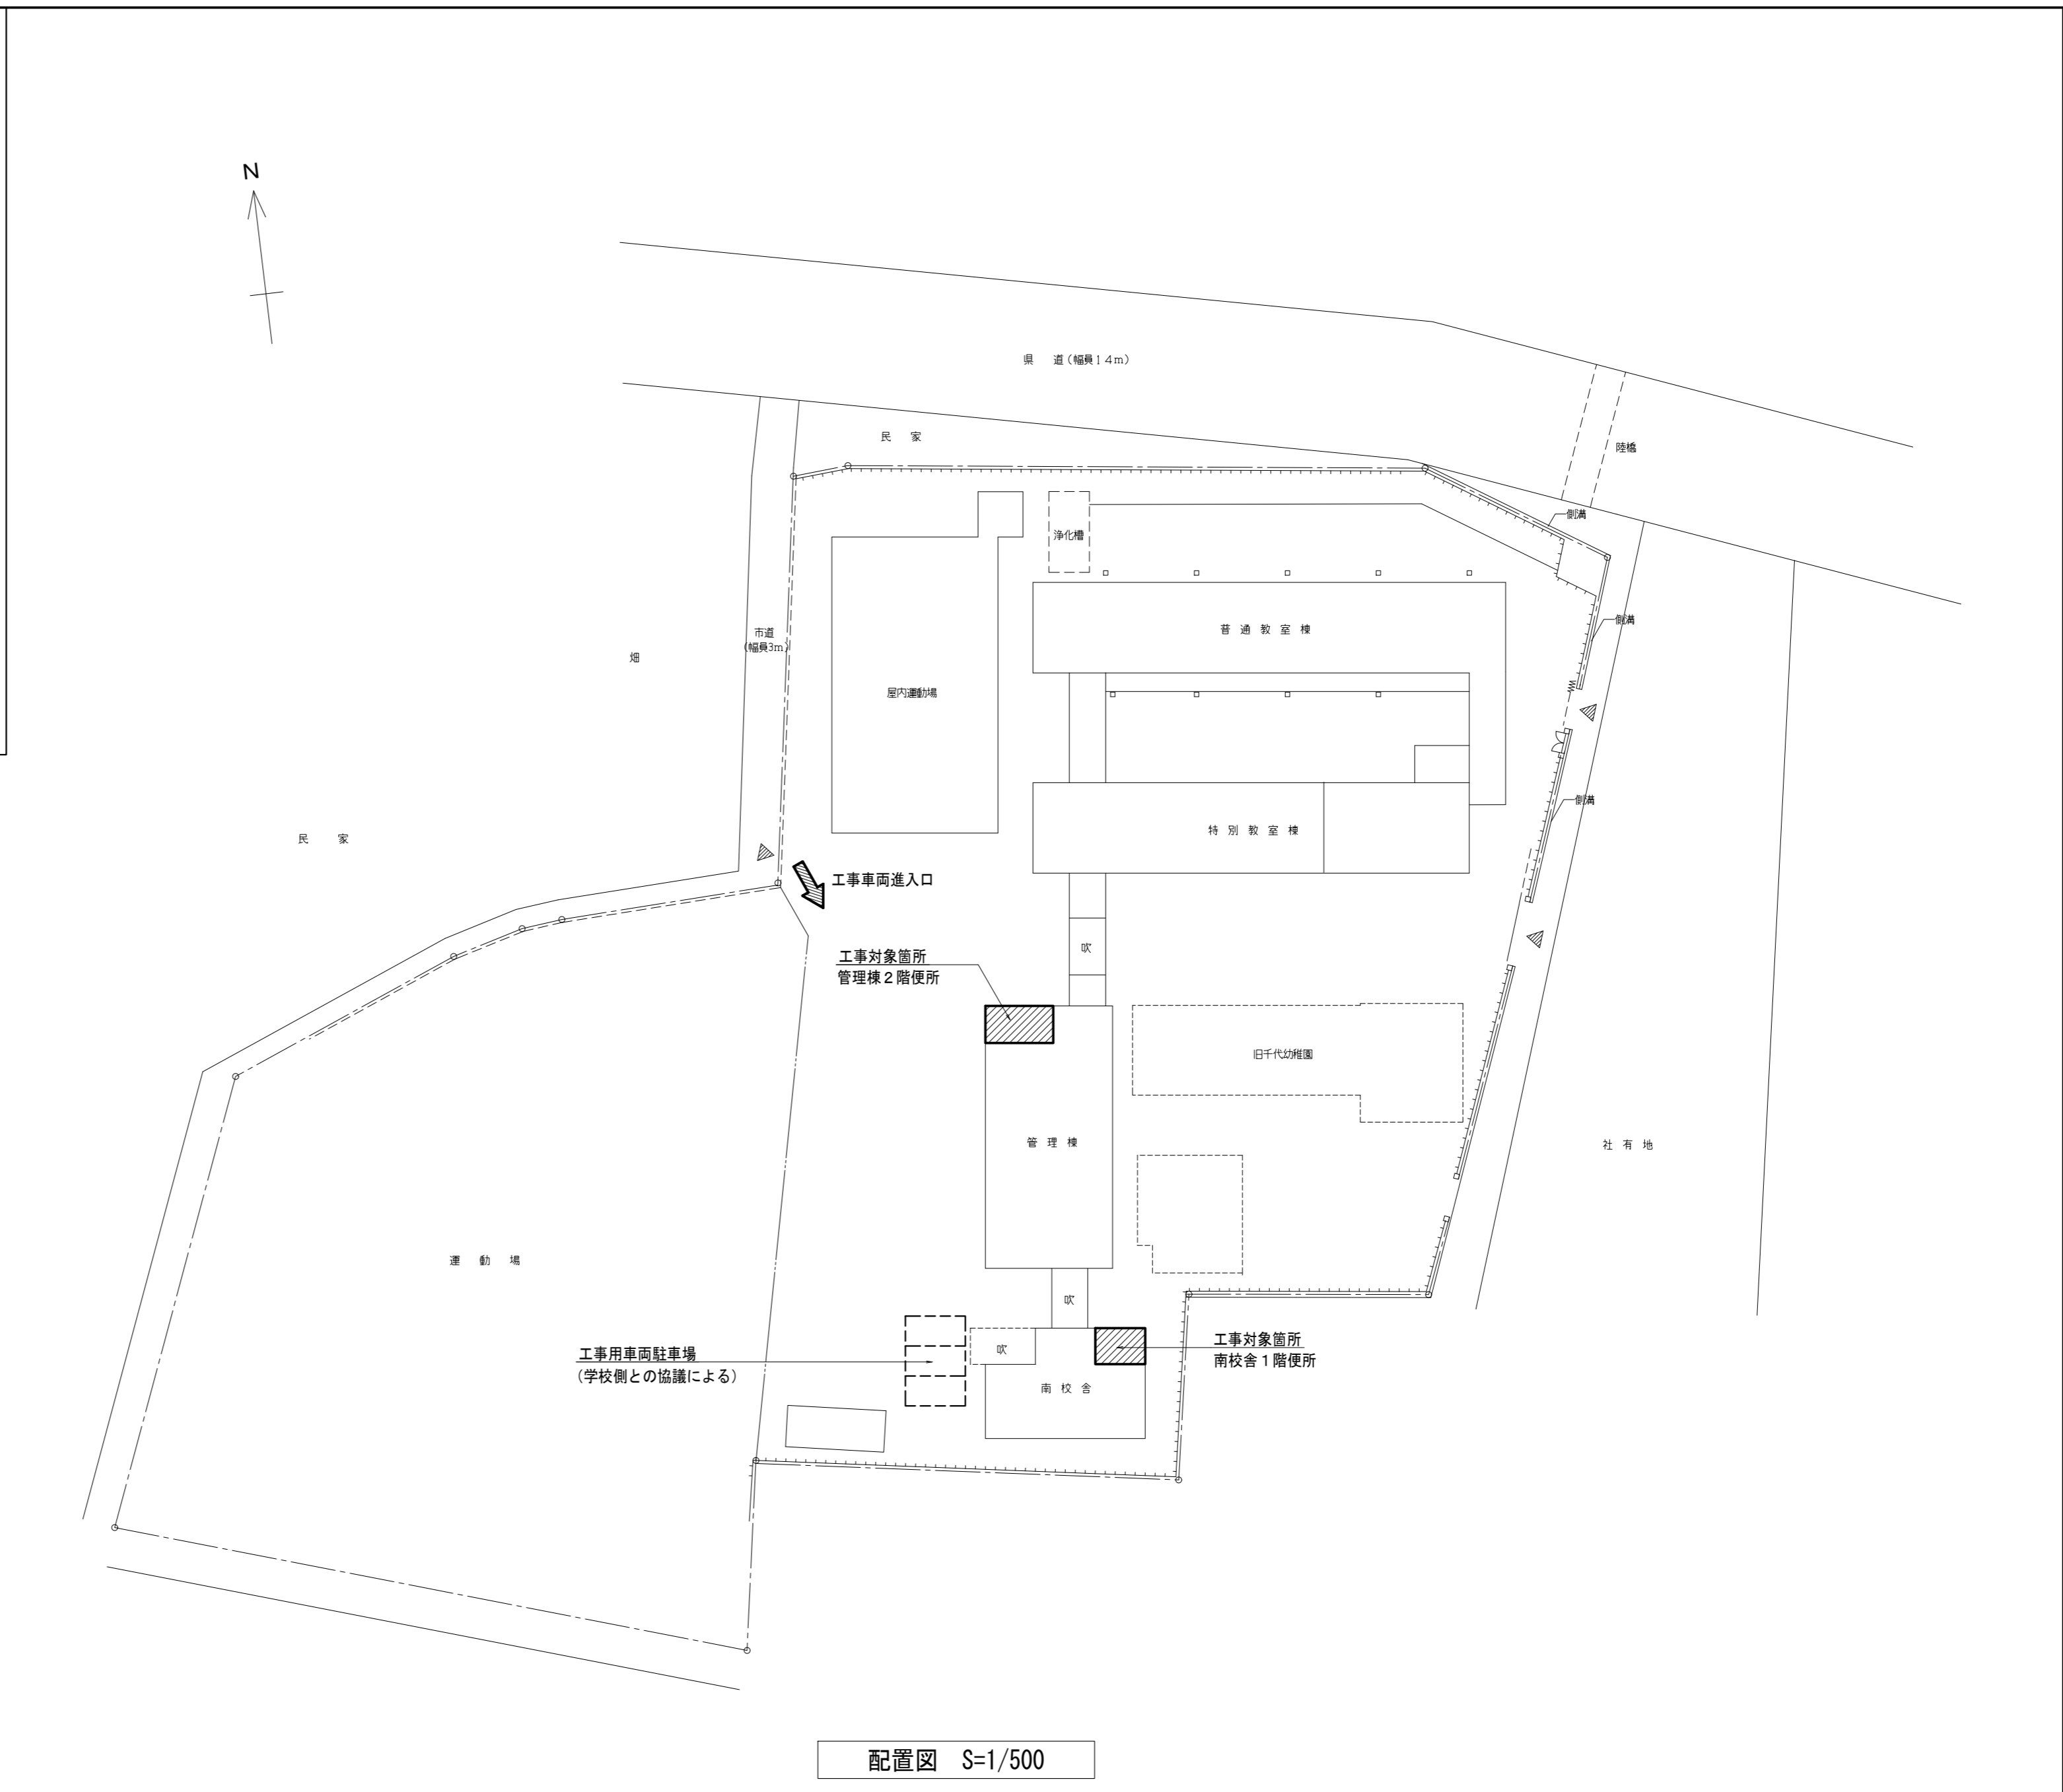 N
県　道(幅員14m)
民　家
陸橋
側溝
浄化槽
側溝
普 通 教 室 棟
市道
(幅員3m)
畑
屋内運動場
側溝
特 別 教 室 棟
民　家
工事車両進入口
吹
工事対象箇所
管理棟２階便所
旧千代幼稚園
管 理 棟
社 有 地
運　動　場
吹
工事用車両駐車場
(学校側との協議による)
吹
工事対象箇所
南校舎１階便所
南 校 舎
配置図　S=1/500